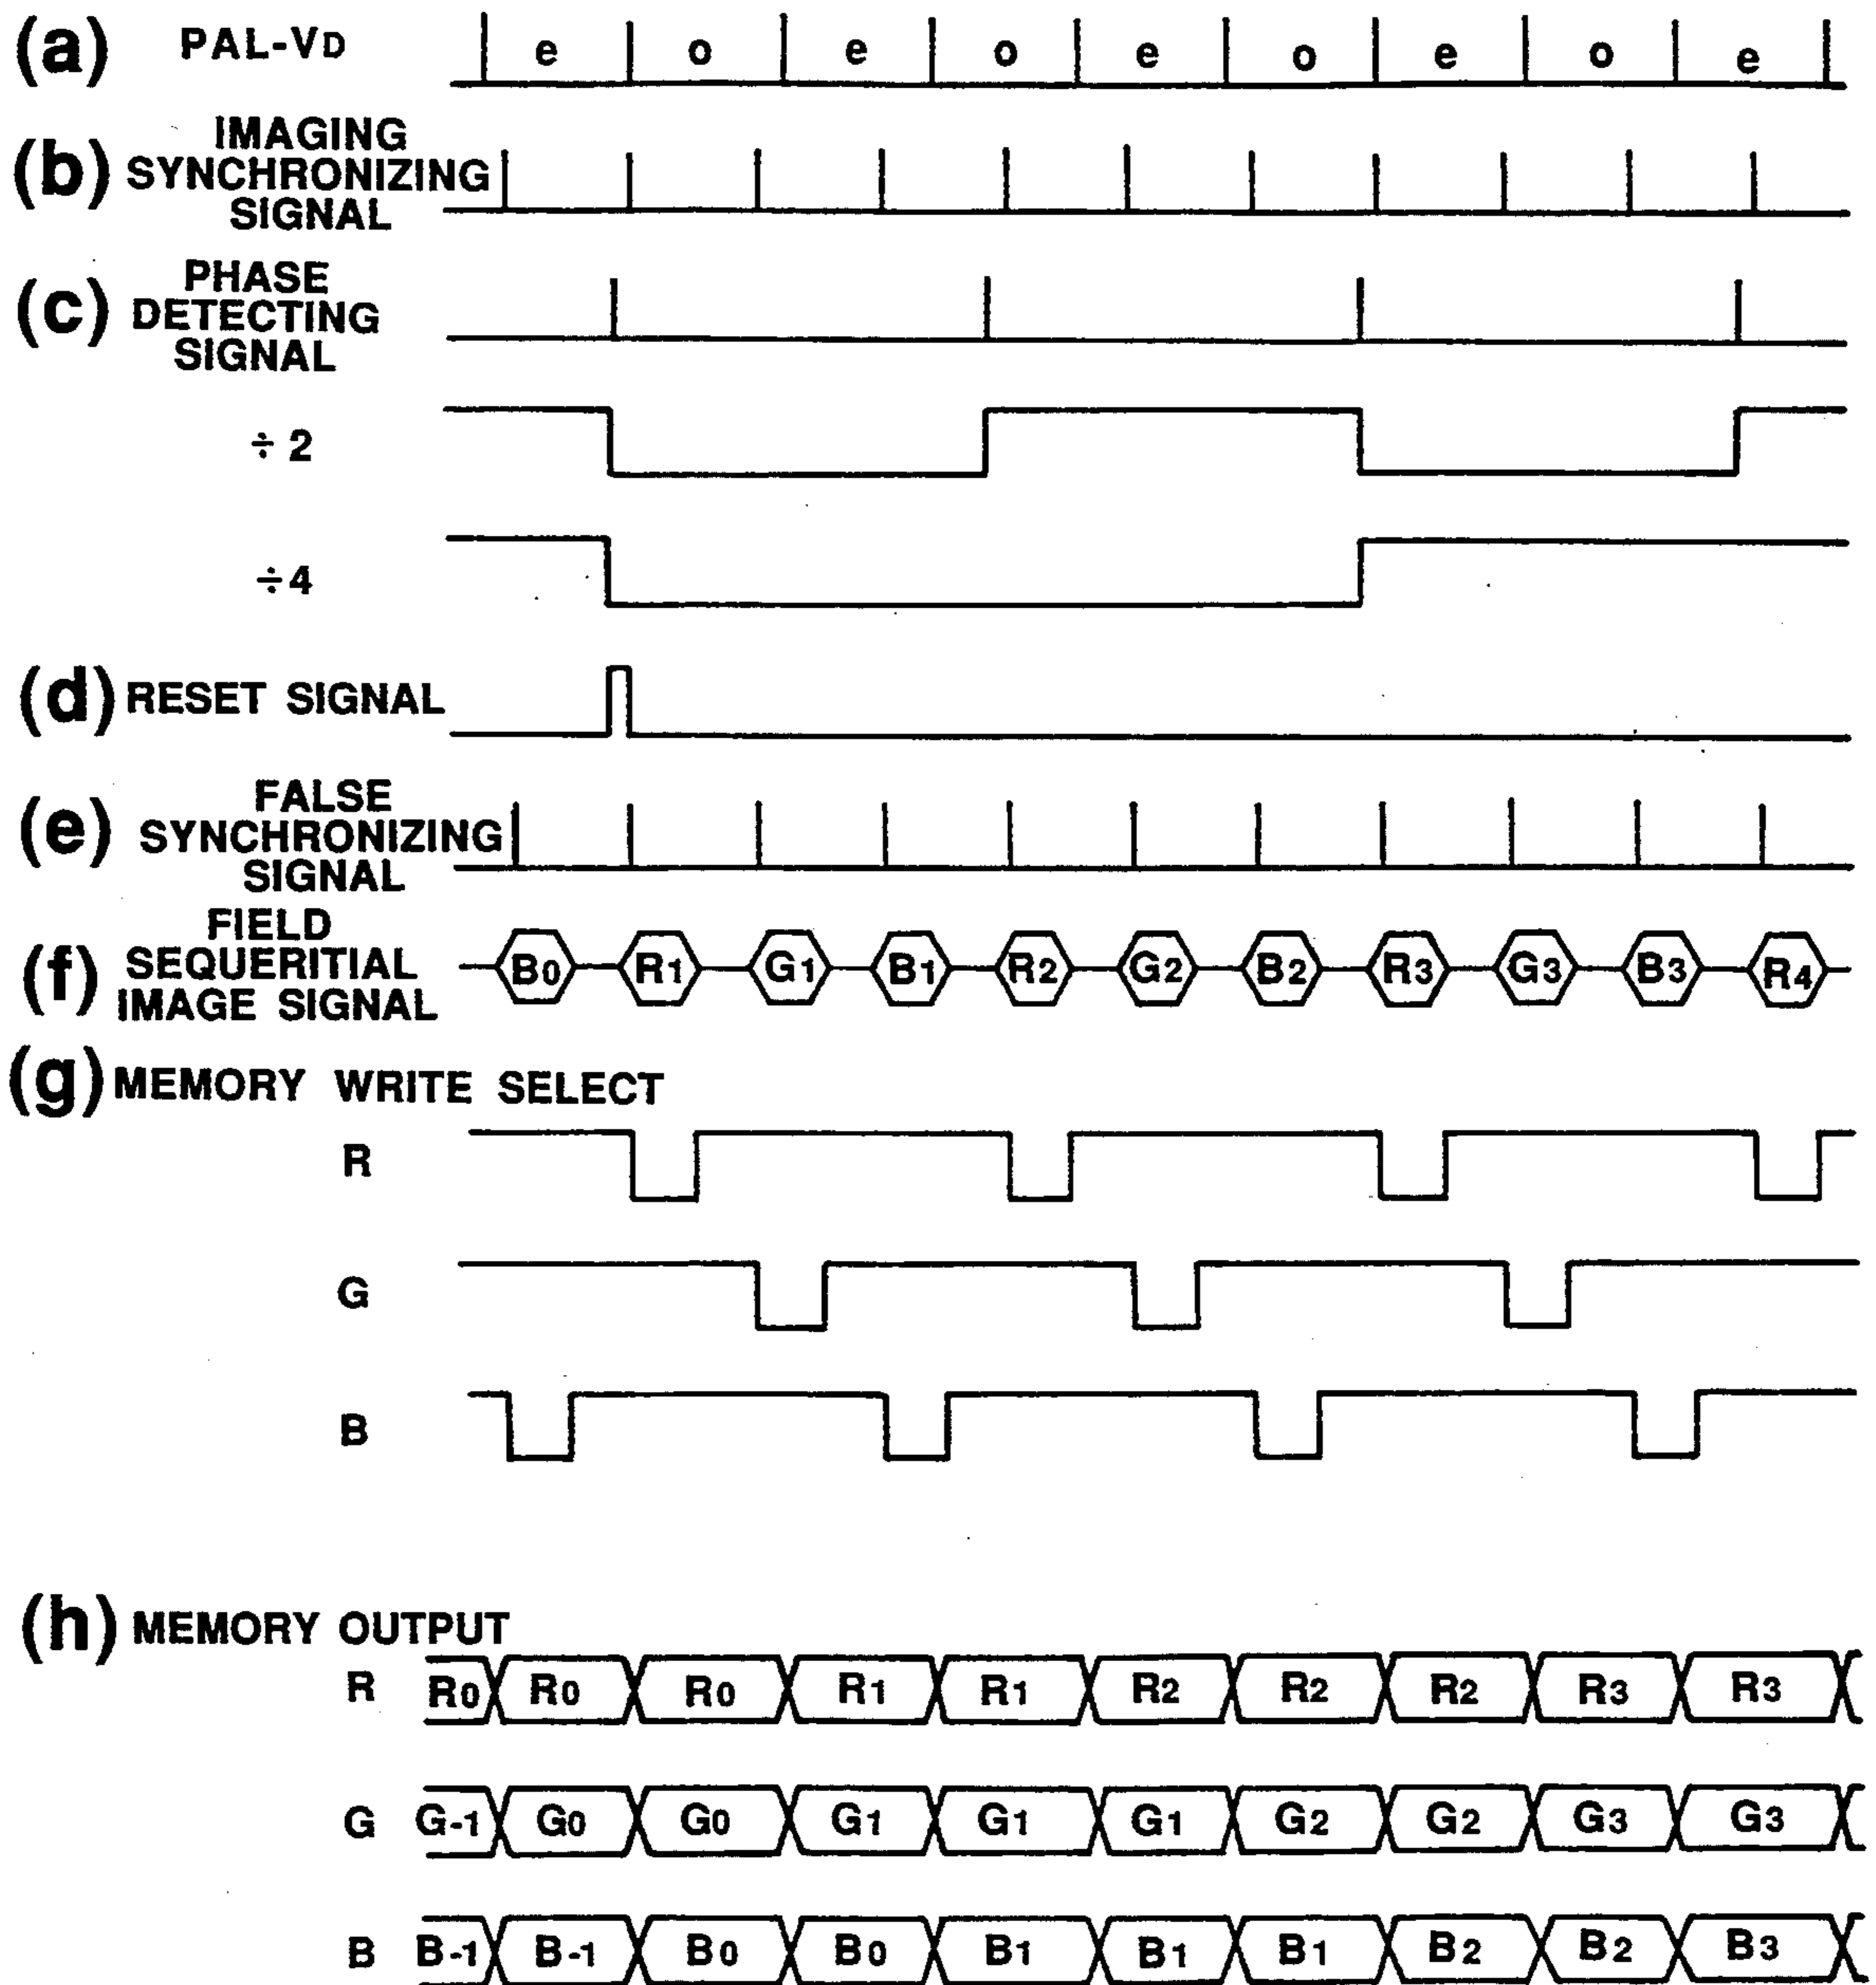 (a) PAL-VD e o e o e o e o e
(b) IMAGING
SYNCHRONIZING
SIGNAL
(c) PHASE
DETECTING
SIGNAL
÷ 2
÷4
(d) RESET SIGNAL
(e) FALSE
SYNCHRONIZING
SIGNAL
(f) FIELD
SEQUERITIAL
IMAGE SIGNAL
B0 R1 G1 B1 R2 G2 B2 R3 G3 B3 R4
(g) MEMORY WRITE SELECT
R
G
B
(h) MEMORY OUTPUT
R R0 R0 R0 R1 R1 R2 R2 R2 R3 R3
G G-1 G0 G0 G1 G1 G1 G2 G2 G3 G3
B B-1 B-1 B0 B0 B1 B1 B1 B2 B2 B3